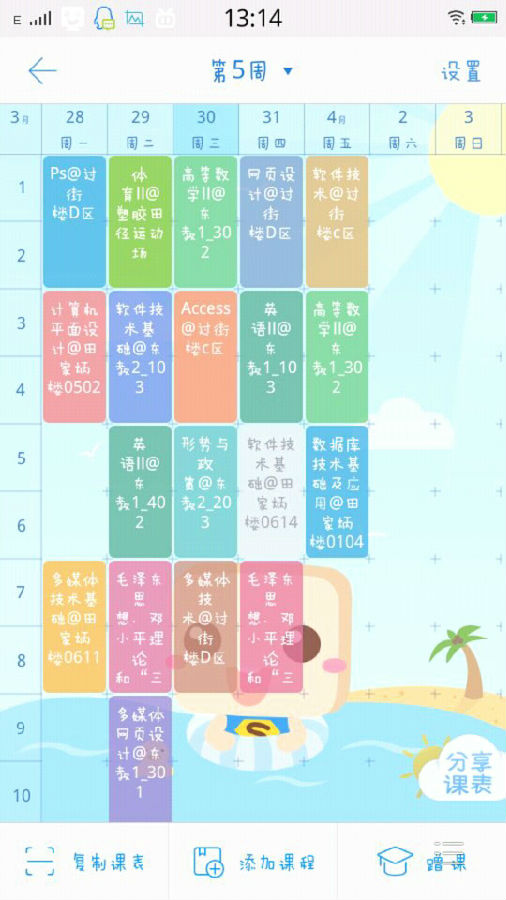 E 13:14
第5周
设置
3月 28 29 30 31 4月 2 3
周一 周二 周三 周四 周五 周六 周日
1
2
3
4
5
6
7
8
9
10
Ps@过
街
楼D区
体
育II@
塑胶田
径运动
场
高等数
学II@
东
教1_30
2
网页设
计@过
街
楼D区
软件技
术@过
街
楼c区
计算机
平面设
计@田
家炳
楼0502
软件技
术基
础@东
教2_10
3
Access
@过街
楼c区
英
语II@
东
教1_10
3
高等数
学II@
东
教1_30
2
英
语II@
东
教1_40
2
形势与
政
策@东
教2_20
3
软件技
术基
础@田
家炳
楼0614
数据库
技术基
础及应
用@田
家炳
楼0104
多媒体
技术基
础@田
家炳
楼0611
毛泽东
思
想、邓
小平理
论
和“三
多媒体
技
术@过
街
楼D区
毛泽东
思
想、邓
小平理
论
和“三
多媒体
网页设
计@东
教1_30
1
分享
课表
复制课表
添加课程
蹭课